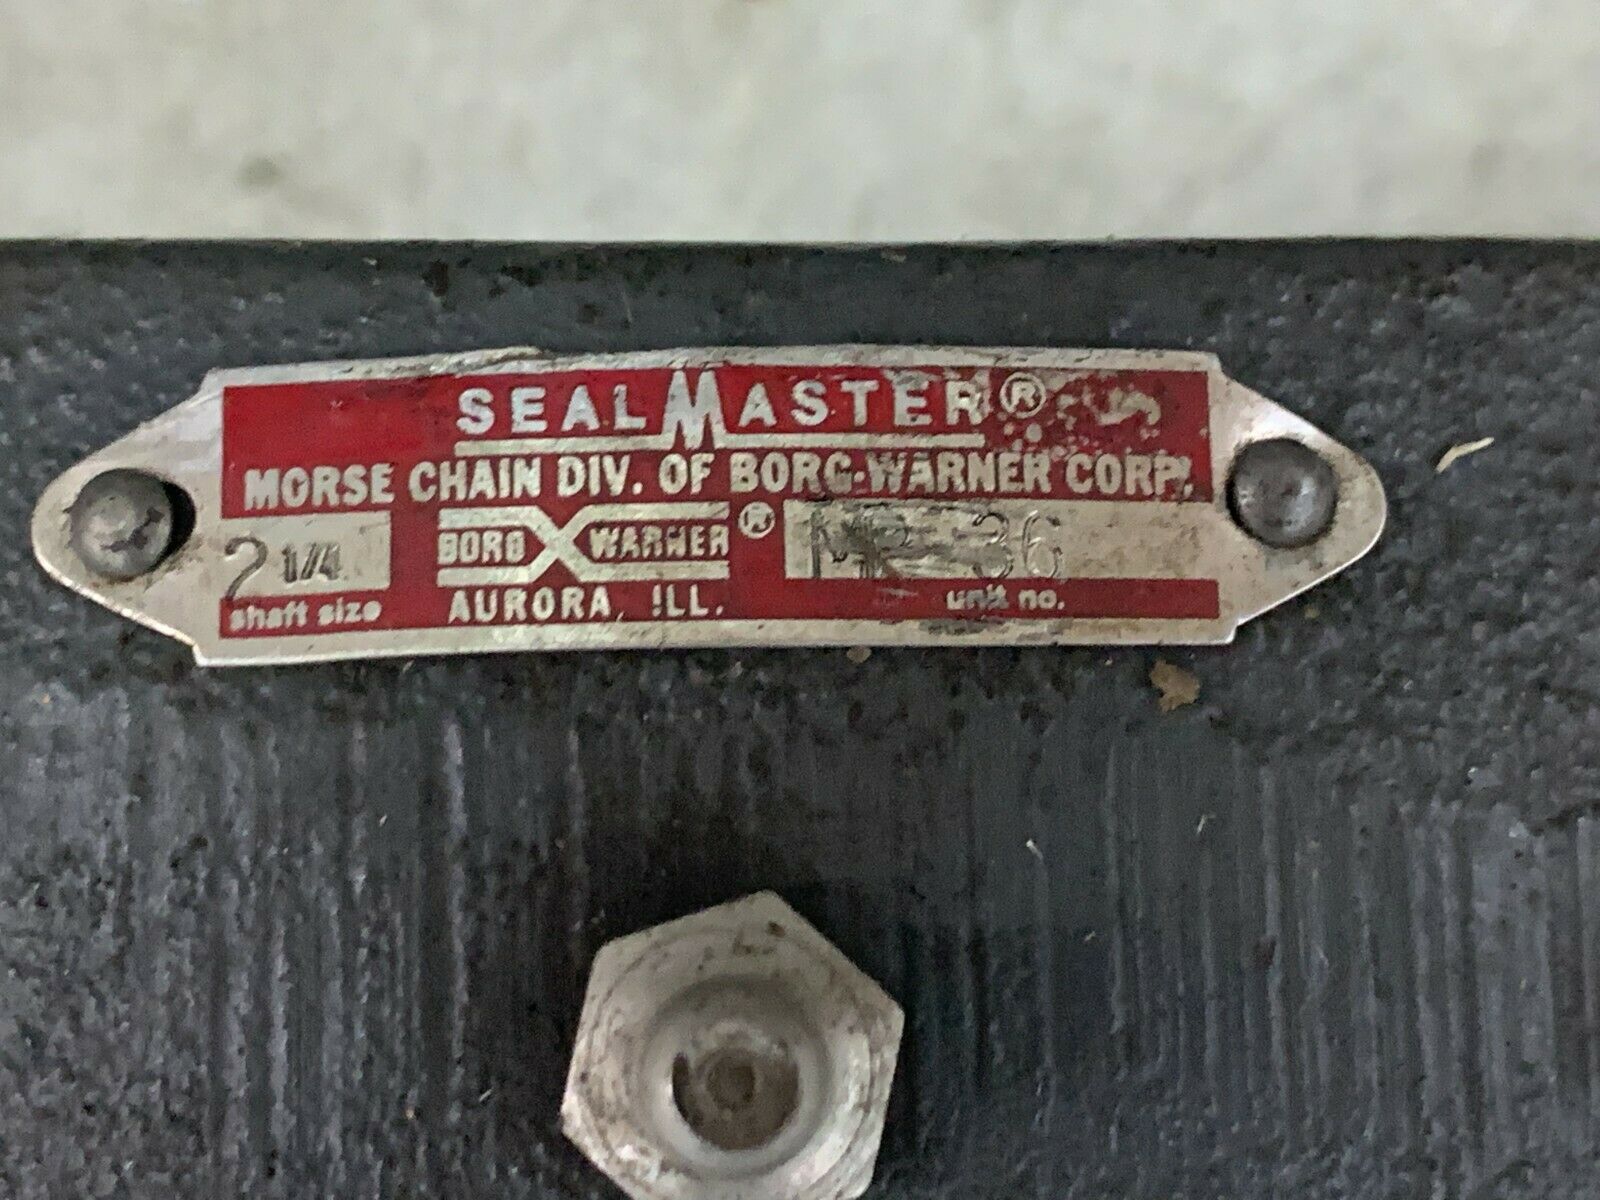 SEALMASTER®
MORSE CHAIN DIV. OF BORG-WARNER CORP.
2 1/4
BORG WARNER®
36
shaft size
AURORA, ILL.
unit no.